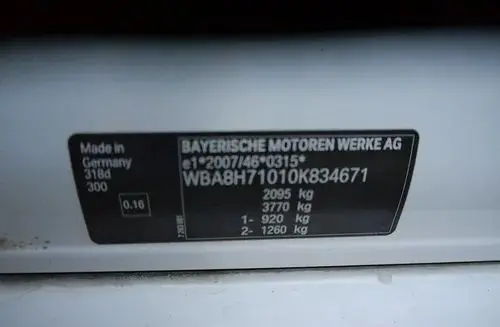 Made in
Germany
318d
300
0.16
BAYERISCHE MOTOREN WERKE AG
e1*2007/46*0315*
WBA8H71010K834671
2095 kg
3770 kg
1- 920 kg
2- 1260 kg